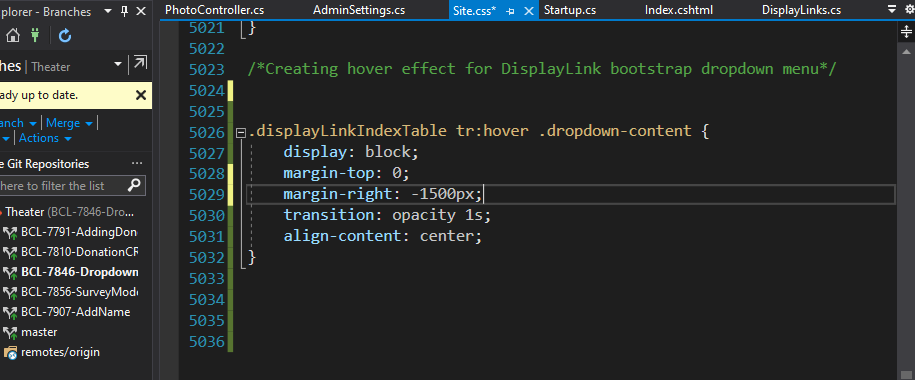 plorer - Branches
PhotoController.cs
AdminSettings.cs
Site.css*
Startup.cs
Index.cshtml
DisplayLinks.cs
hes | Theater
ady up to date.
anch | Merge |
| Actions
e Git Repositories
here to filter the list
Theater (BCL-7846-Dro...
BCL-7791-AddingDon
BCL-7810-DonationCR
BCL-7846-Dropdown
BCL-7856-SurveyMode
BCL-7907-AddName
master
remotes/origin
5021 }
5022
5023 /*Creating hover effect for DisplayLink bootstrap dropdown menu*/
5024
5025
5026 .displayLinkIndexTable tr:hover .dropdown-content {
5027 display: block;
5028 margin-top: 0;
5029 margin-right: -1500px;
5030 transition: opacity 1s;
5031 align-content: center;
5032 }
5033
5034
5035
5036